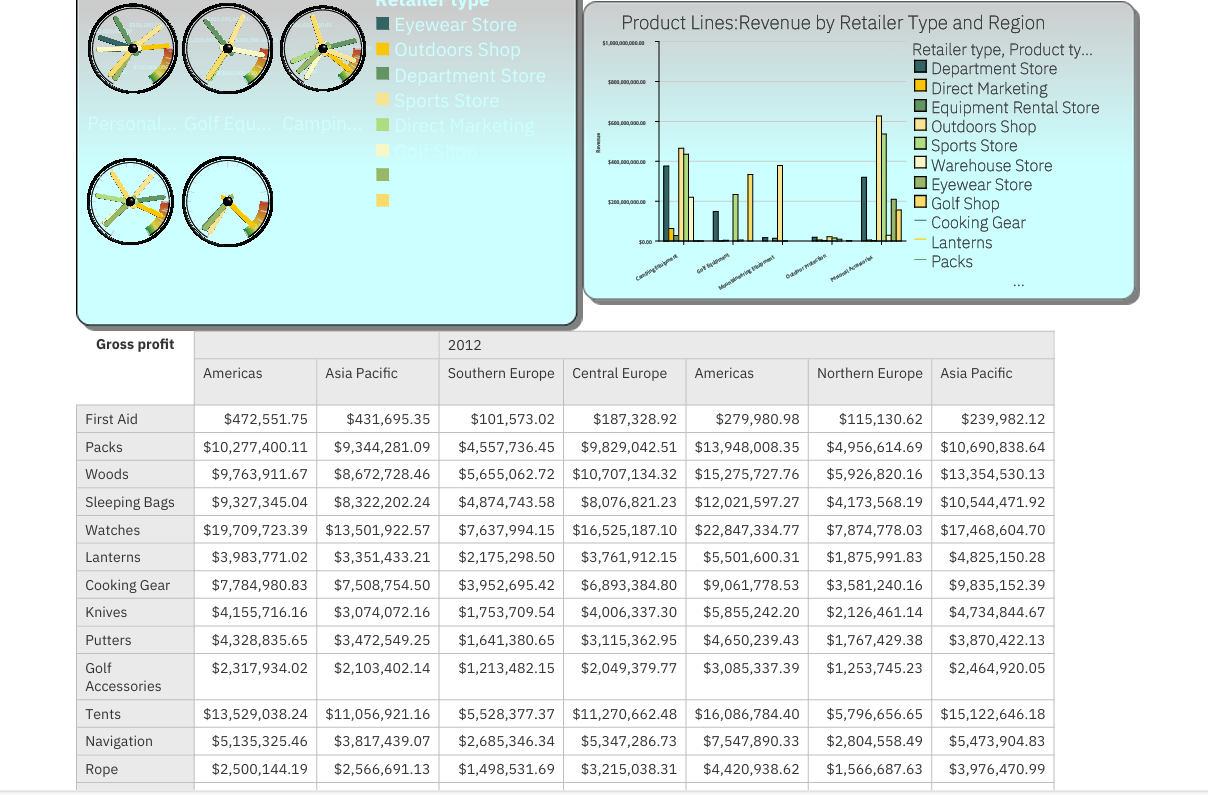 Retailer type
Eyewear Store
Outdoors Shop
Department Store
Sports Store
Direct Marketing
Golf Shop
Personal...
Golf Equ...
Campin...
Product Lines:Revenue by Retailer Type and Region
$1,000,000,000.00
$800,000,000.00
$600,000,000.00
$400,000,000.00
$200,000,000.00
$0.00
Revenue
Camping Equipment
Golf Equipment
Mountaineering Equipment
Outdoor Protection
Personal Accessories
Retailer type, Product ty...
Department Store
Direct Marketing
Equipment Rental Store
Outdoors Shop
Sports Store
Warehouse Store
Eyewear Store
Golf Shop
Cooking Gear
Lanterns
Packs
...
Gross profit 2012
Americas Asia Pacific Southern Europe Central Europe Americas Northern Europe Asia Pacific
First Aid $472,551.75 $431,695.35 $101,573.02 $187,328.92 $279,980.98 $115,130.62 $239,982.12
Packs $10,277,400.11 $9,344,281.09 $4,557,736.45 $9,829,042.51 $13,948,008.35 $4,956,614.69 $10,690,838.64
Woods $9,763,911.67 $8,672,728.46 $5,655,062.72 $10,707,134.32 $15,275,727.76 $5,926,820.16 $13,354,530.13
Sleeping Bags $9,327,345.04 $8,322,202.24 $4,874,743.58 $8,076,821.23 $12,021,597.27 $4,173,568.19 $10,544,471.92
Watches $19,709,723.39 $13,501,922.57 $7,637,994.15 $16,525,187.10 $22,847,334.77 $7,874,778.03 $17,468,604.70
Lanterns $3,983,771.02 $3,351,433.21 $2,175,298.50 $3,761,912.15 $5,501,600.31 $1,875,991.83 $4,825,150.28
Cooking Gear $7,784,980.83 $7,508,754.50 $3,952,695.42 $6,893,384.80 $9,061,778.53 $3,581,240.16 $9,835,152.39
Knives $4,155,716.16 $3,074,072.16 $1,753,709.54 $4,006,337.30 $5,855,242.20 $2,126,461.14 $4,734,844.67
Putters $4,328,835.65 $3,472,549.25 $1,641,380.65 $3,115,362.95 $4,650,239.43 $1,767,429.38 $3,870,422.13
Golf $2,317,934.02 $2,103,402.14 $1,213,482.15 $2,049,379.77 $3,085,337.39 $1,253,745.23 $2,464,920.05
Accessories
Tents $13,529,038.24 $11,056,921.16 $5,528,377.37 $11,270,662.48 $16,086,784.40 $5,796,656.65 $15,122,646.18
Navigation $5,135,325.46 $3,817,439.07 $2,685,346.34 $5,347,286.73 $7,547,890.33 $2,804,558.49 $5,473,904.83
Rope $2,500,144.19 $2,566,691.13 $1,498,531.69 $3,215,038.31 $4,420,938.62 $1,566,687.63 $3,976,470.99